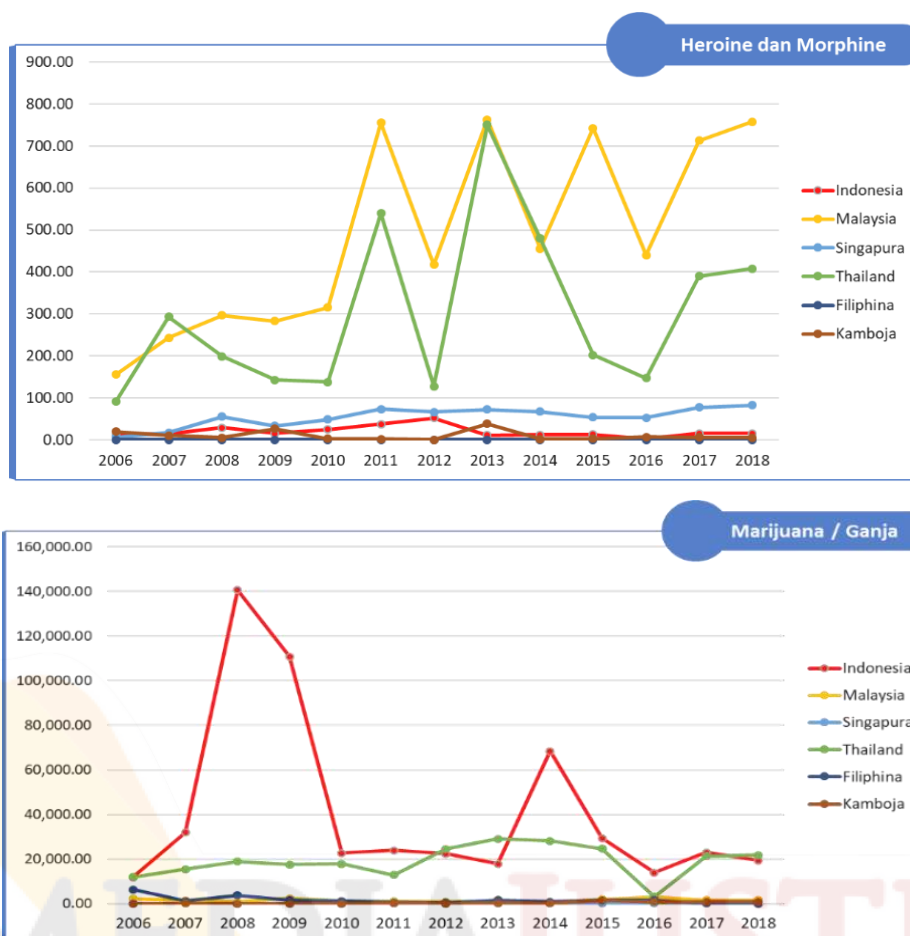 Heroine dan Morphine
900.00
800.00
700.00
600.00
500.00
400.00
300.00
200.00
100.00
0.00
2006 2007 2008 2009 2010 2011 2012 2013 2014 2015 2016 2017 2018
Indonesia
Malaysia
Singapura
Thailand
Filiphina
Kamboja
Marijuana / Ganja
160,000.00
140,000.00
120,000.00
100,000.00
80,000.00
60,000.00
40,000.00
20,000.00
0.00
2006 2007 2008 2009 2010 2011 2012 2013 2014 2015 2016 2017 2018
Indonesia
Malaysia
Singapura
Thailand
Filiphina
Kamboja